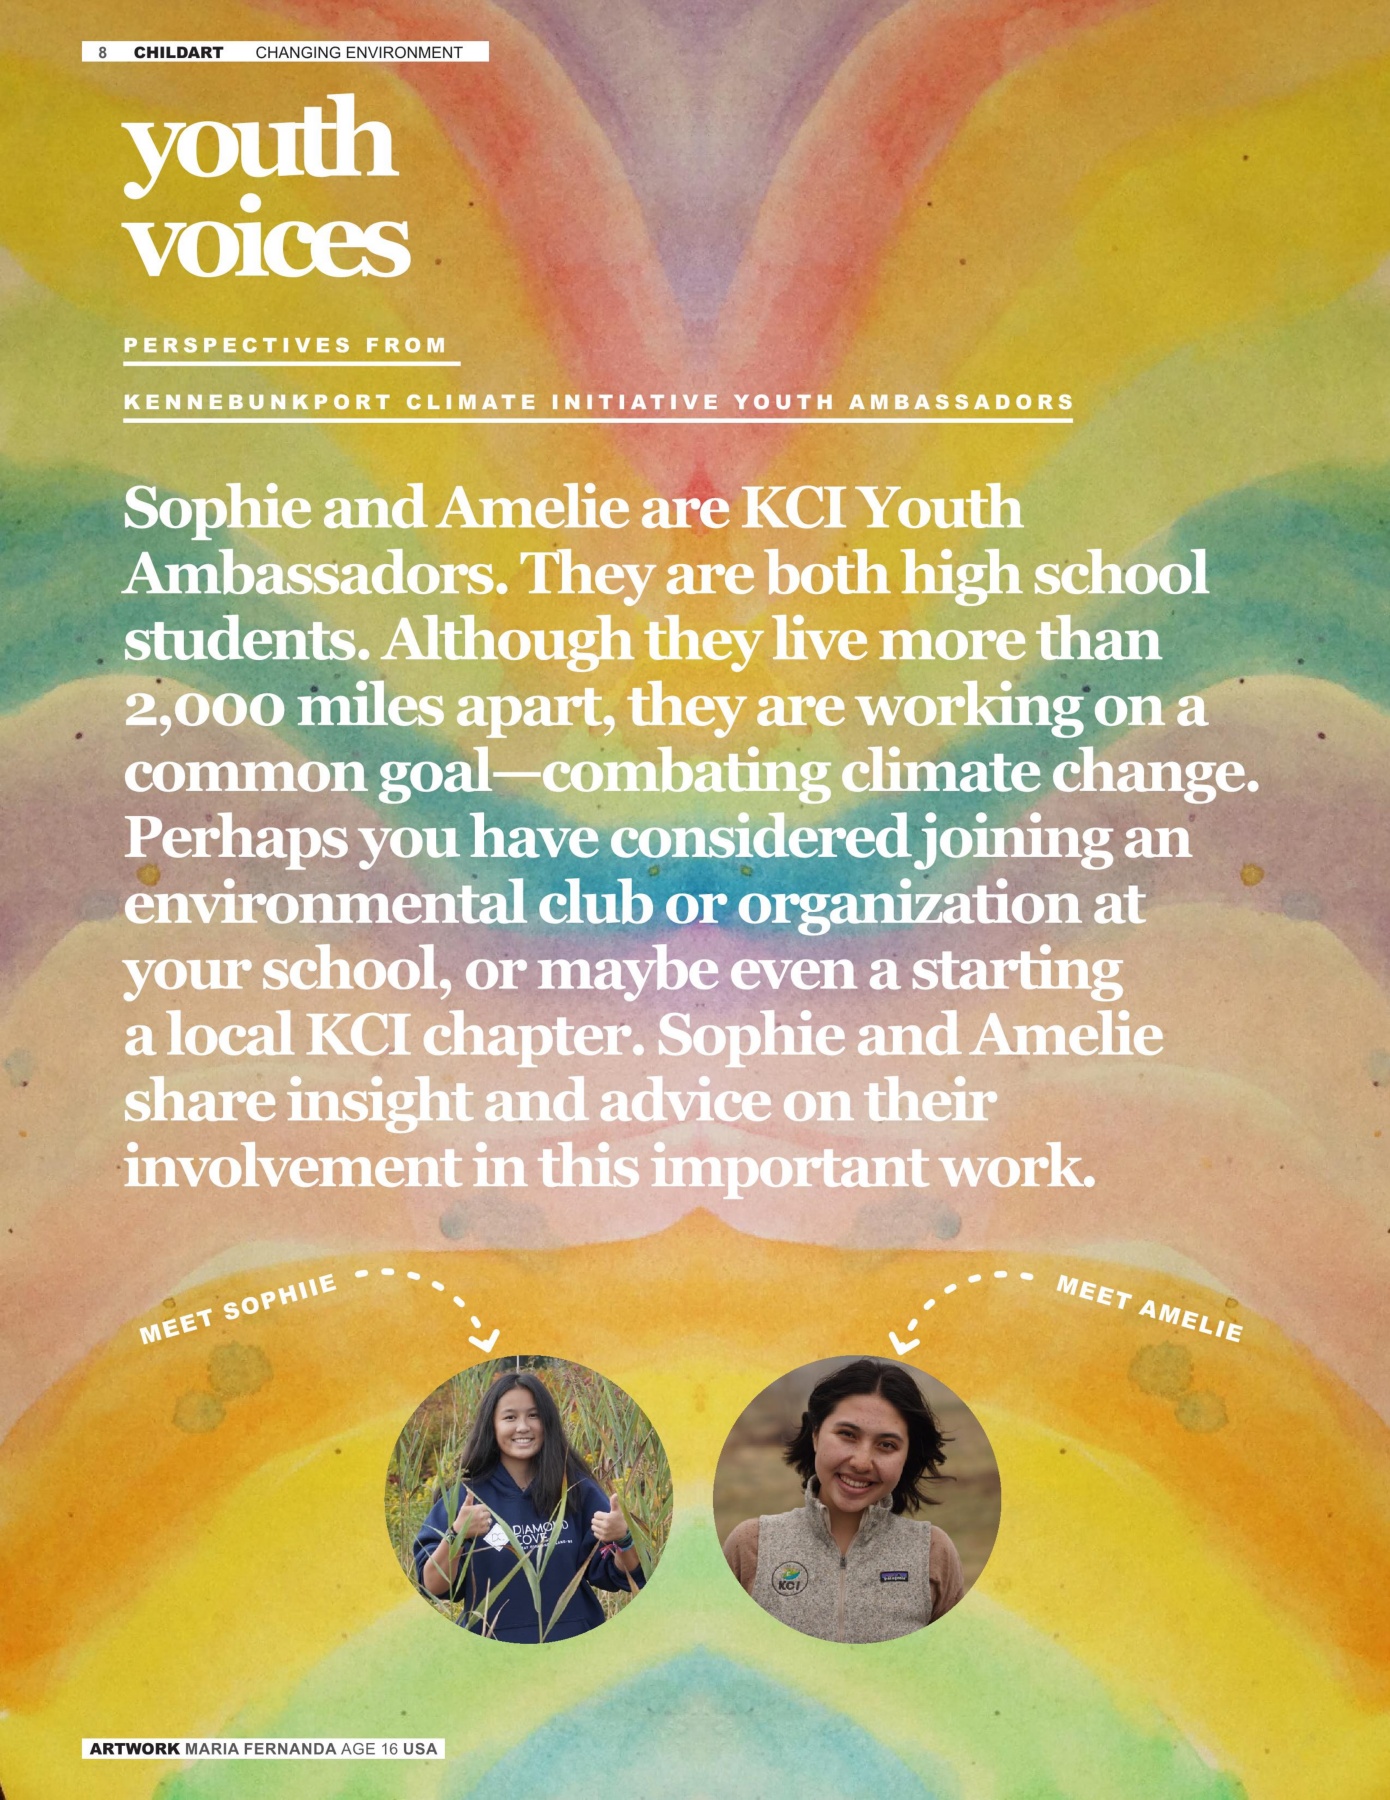 8 CHILDART CHANGING ENVIRONMENT
youth
voices
PERSPECTIVES FROM
KENNEBUNKPORT CLIMATE INITIATIVE YOUTH AMBASSADORS
Sophie and Amelie are KCI Youth
Ambassadors. They are both high school
students. Although they live more than
2,000 miles apart, they are working on a
common goal—combating climate change.
Perhaps you have considered joining an
environmental club or organization at
your school, or maybe even a starting
a local KCI chapter. Sophie and Amelie
share insight and advice on their
involvement in this important work.
MEET SOPHIIE
MEET AMELIE
DIAMOND
COVE
KCI
ARTWORK MARIA FERNANDA AGE 16 USA